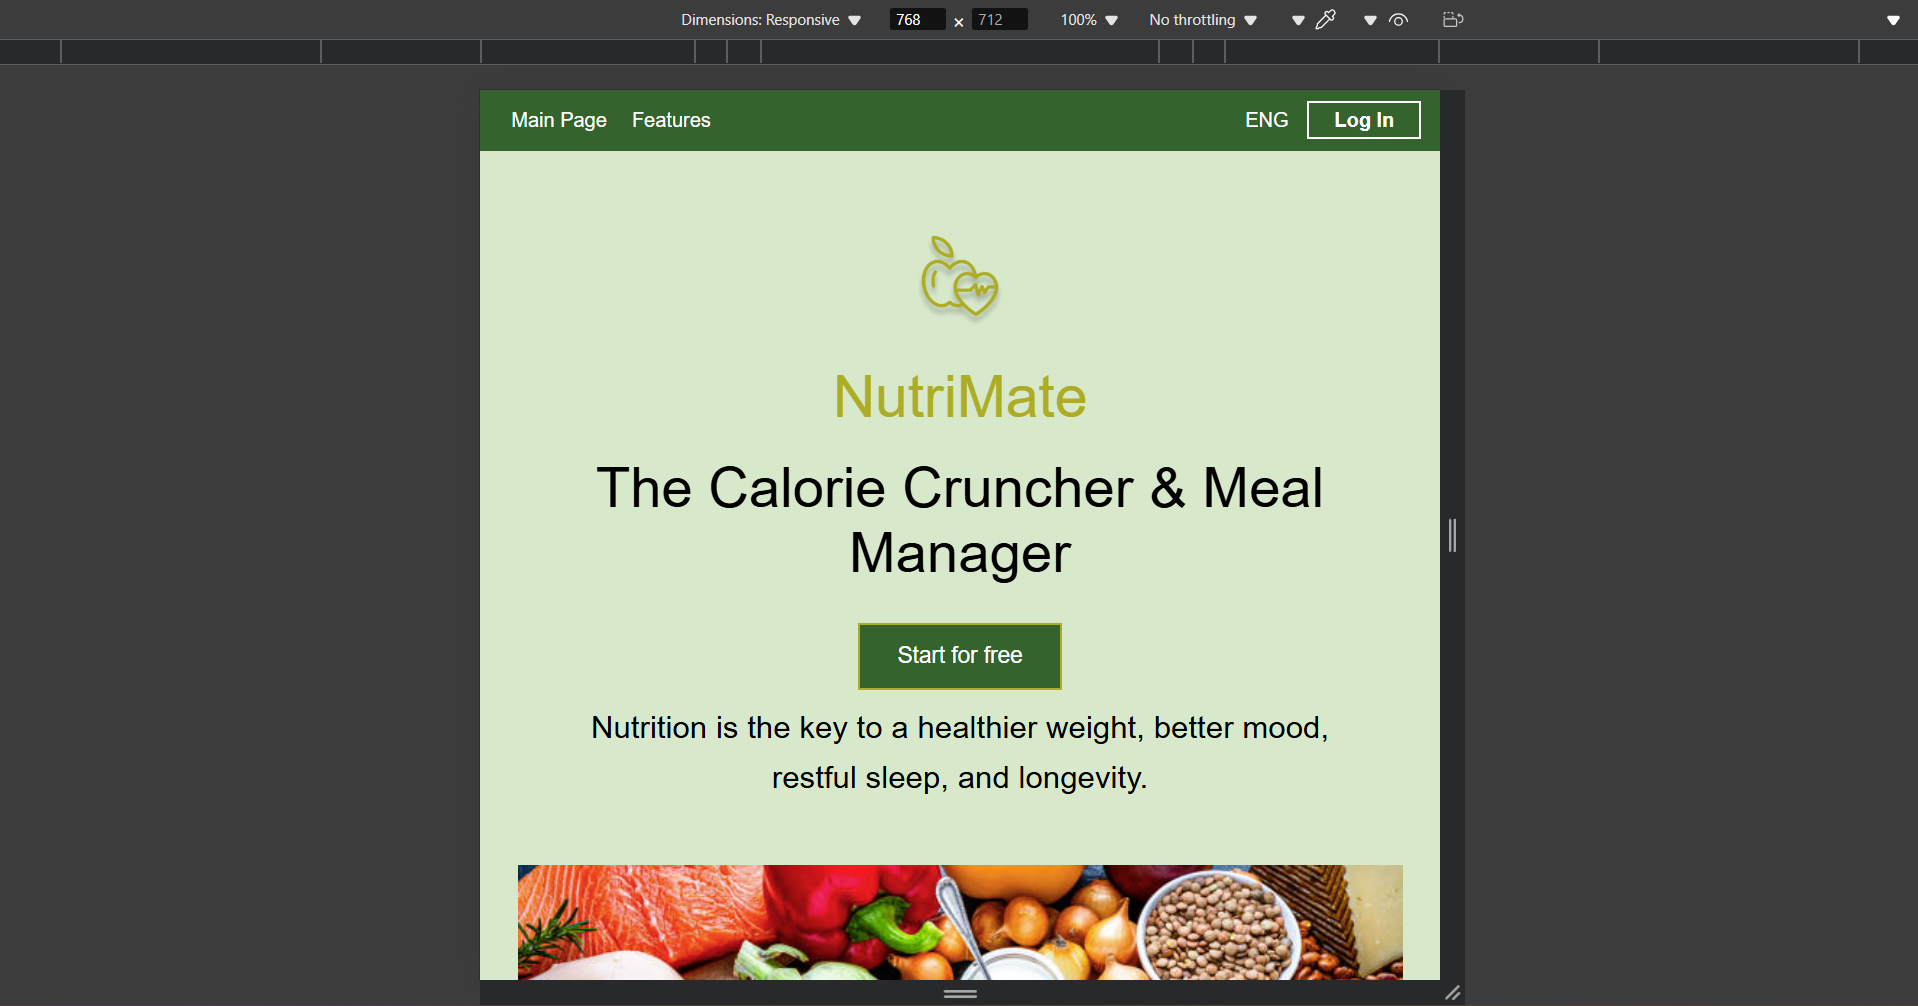 Dimensions: Responsive 768 × 712 100% No throttling
Main Page Features ENG Log In
NutriMate
The Calorie Cruncher & Meal
Manager
Start for free
Nutrition is the key to a healthier weight, better mood,
restful sleep, and longevity.